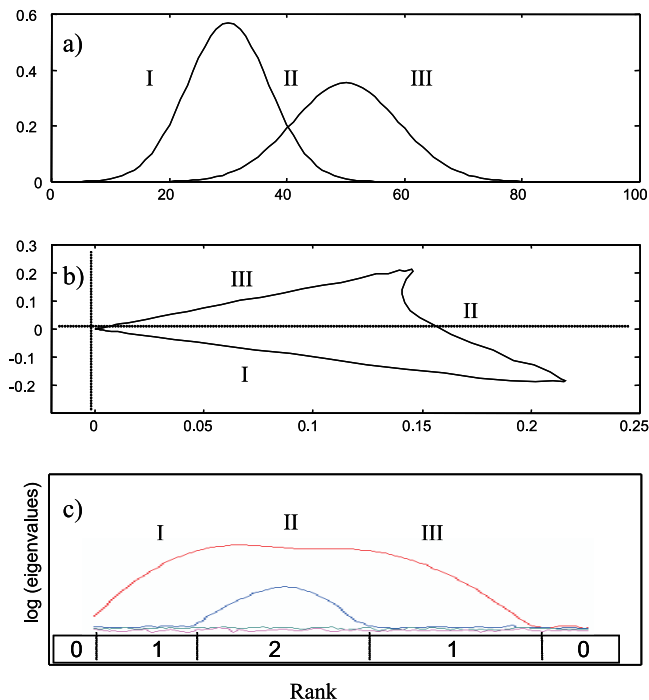 0.6
a)
I
II
III
0.4
0.2
0
0 20 40 60 80 100
0.3
b)
III
0.2
II
0.1
0
-0.1
I
-0.2
0 0.05 0.1 0.15 0.2 0.25
log (eigenvalues)
c)
I
II
III
0 1 2 1 0
Rank